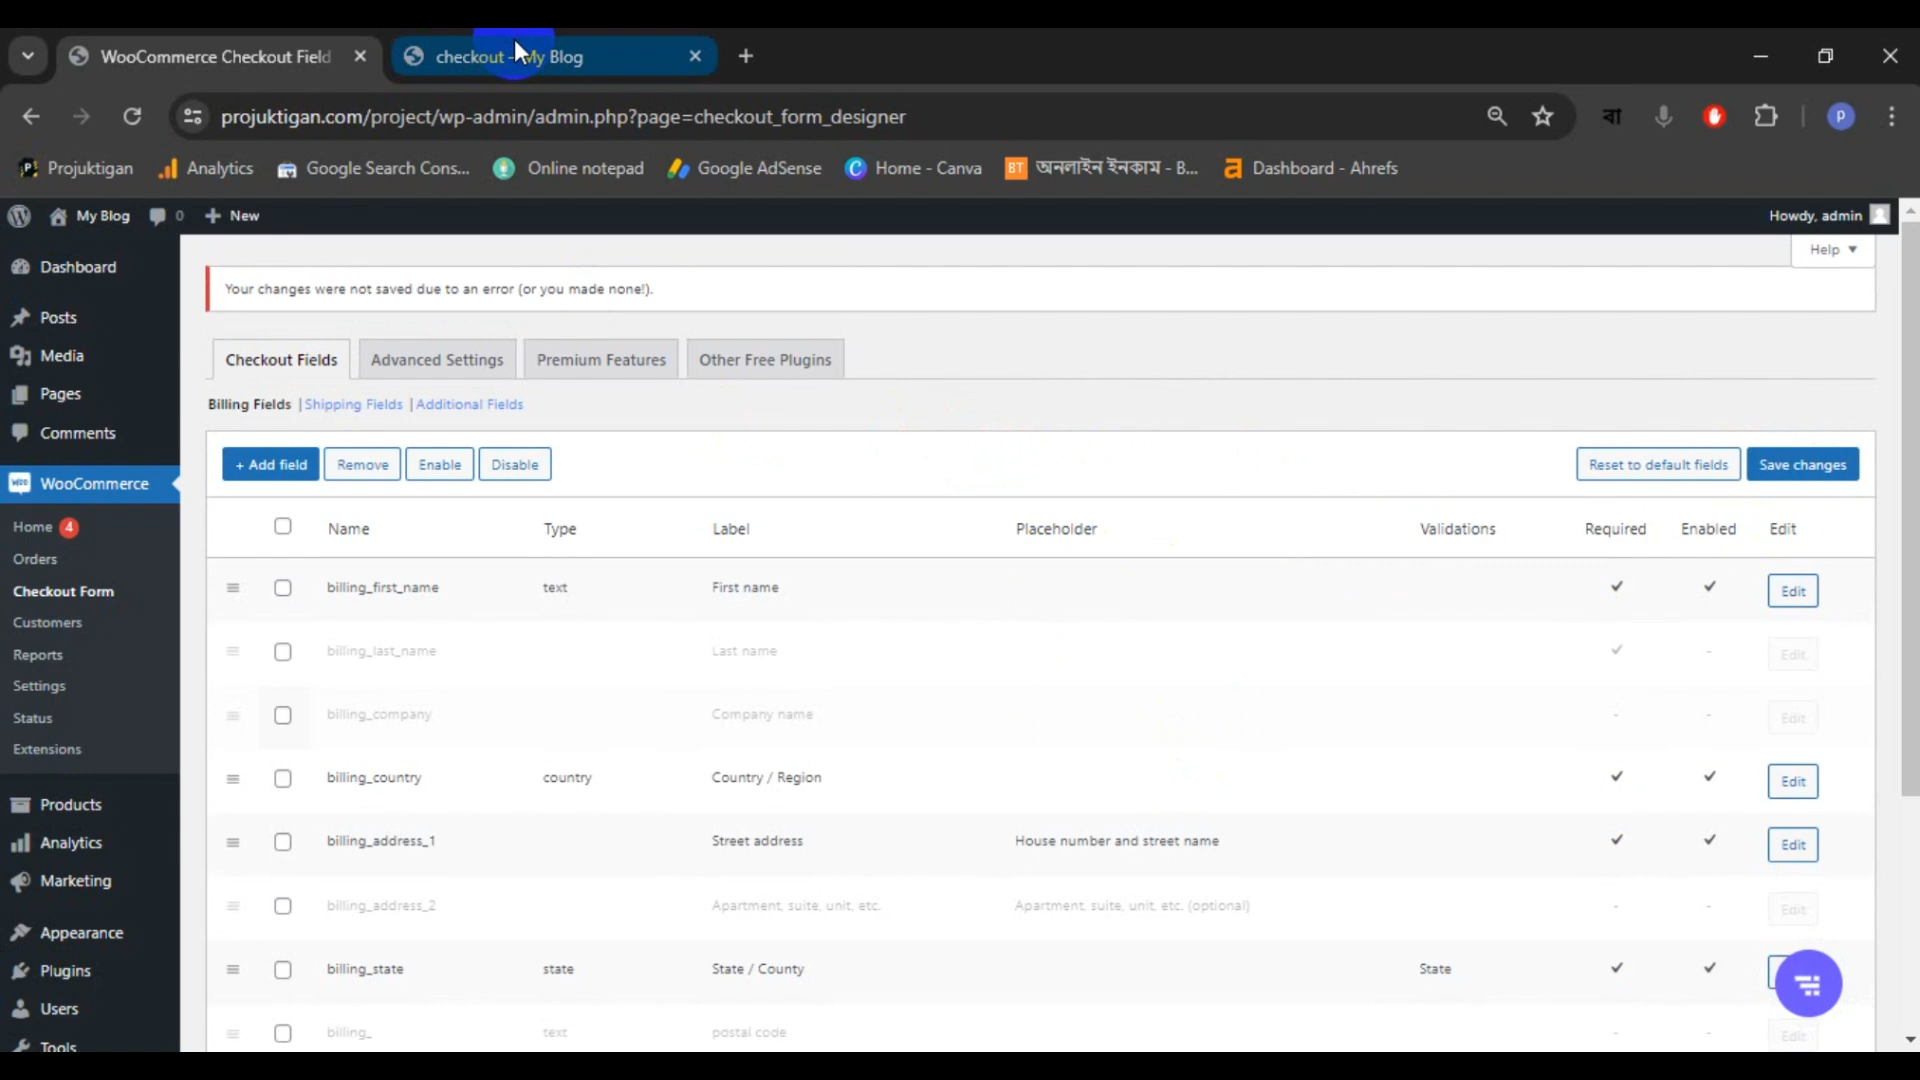 WooCommerce Checkout Field
checkout - My Blog
projuktigan.com/project/wp-admin/admin.php?page=checkout_form_designer
বা
P
Projuktigan
Analytics
Google Search Cons...
Online notepad
Google AdSense
C Home - Canva
BT অনলাইন ইনকাম - B...
a Dashboard - Ahrefs
My Blog 0 + New
Howdy, admin
Help
Dashboard
Posts
Media
Pages
Comments
WooCommerce
Home 4
Orders
Checkout Form
Customers
Reports
Settings
Status
Extensions
Products
Analytics
Marketing
Appearance
Plugins
Users
Tools
Your changes were not saved due to an error (or you made none!).
Checkout Fields Advanced Settings Premium Features Other Free Plugins
Billing Fields | Shipping Fields | Additional Fields
+ Add field Remove Enable Disable Reset to default fields Save changes
Name Type Label Placeholder Validations Required Enabled Edit
billing_first_name text First name Edit
billing_last_name Last name - Edit
billing_company Company name - - Edit
billing_country country Country / Region Edit
billing_address_1 Street address House number and street name Edit
billing_address_2 Apartment, suite, unit, etc. Apartment, suite, unit, etc. (optional) - - Edit
billing_state state State / County State
billing_ text postal code - - Edit